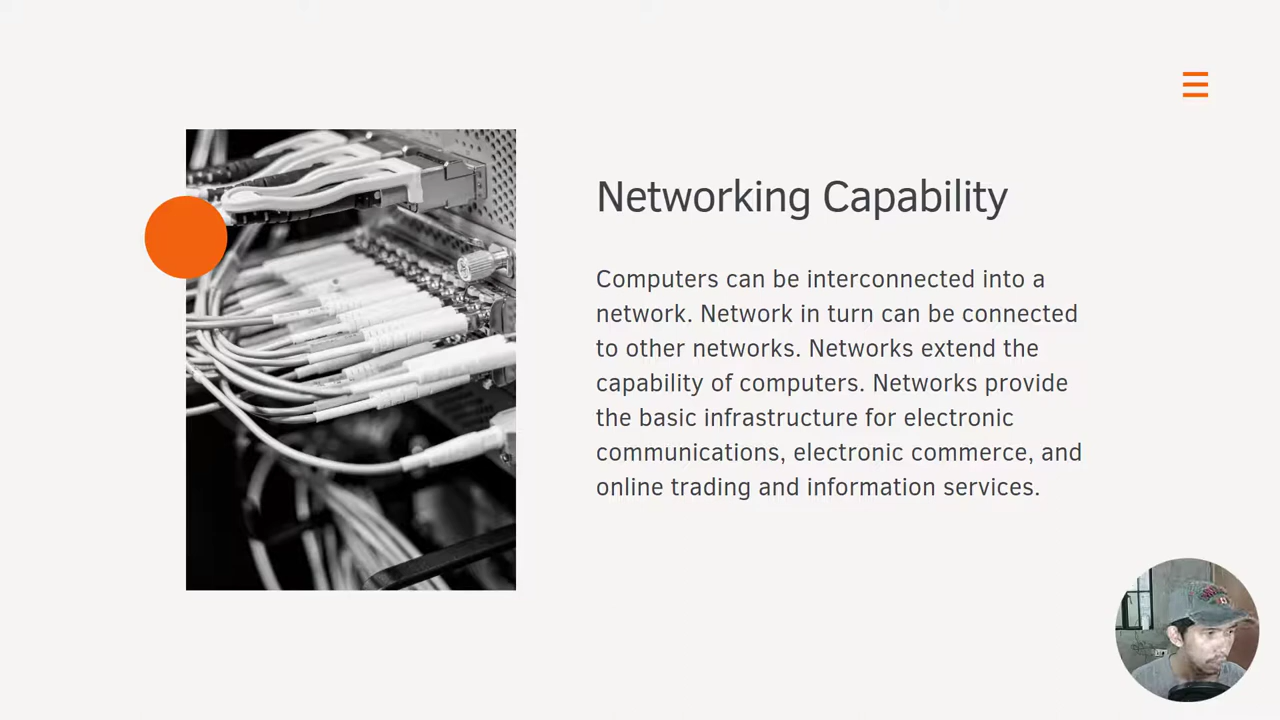 Networking Capability
Computers can be interconnected into a
network. Network in turn can be connected
to other networks. Networks extend the
capability of computers. Networks provide
the basic infrastructure for electronic
communications, electronic commerce, and
online trading and information services.